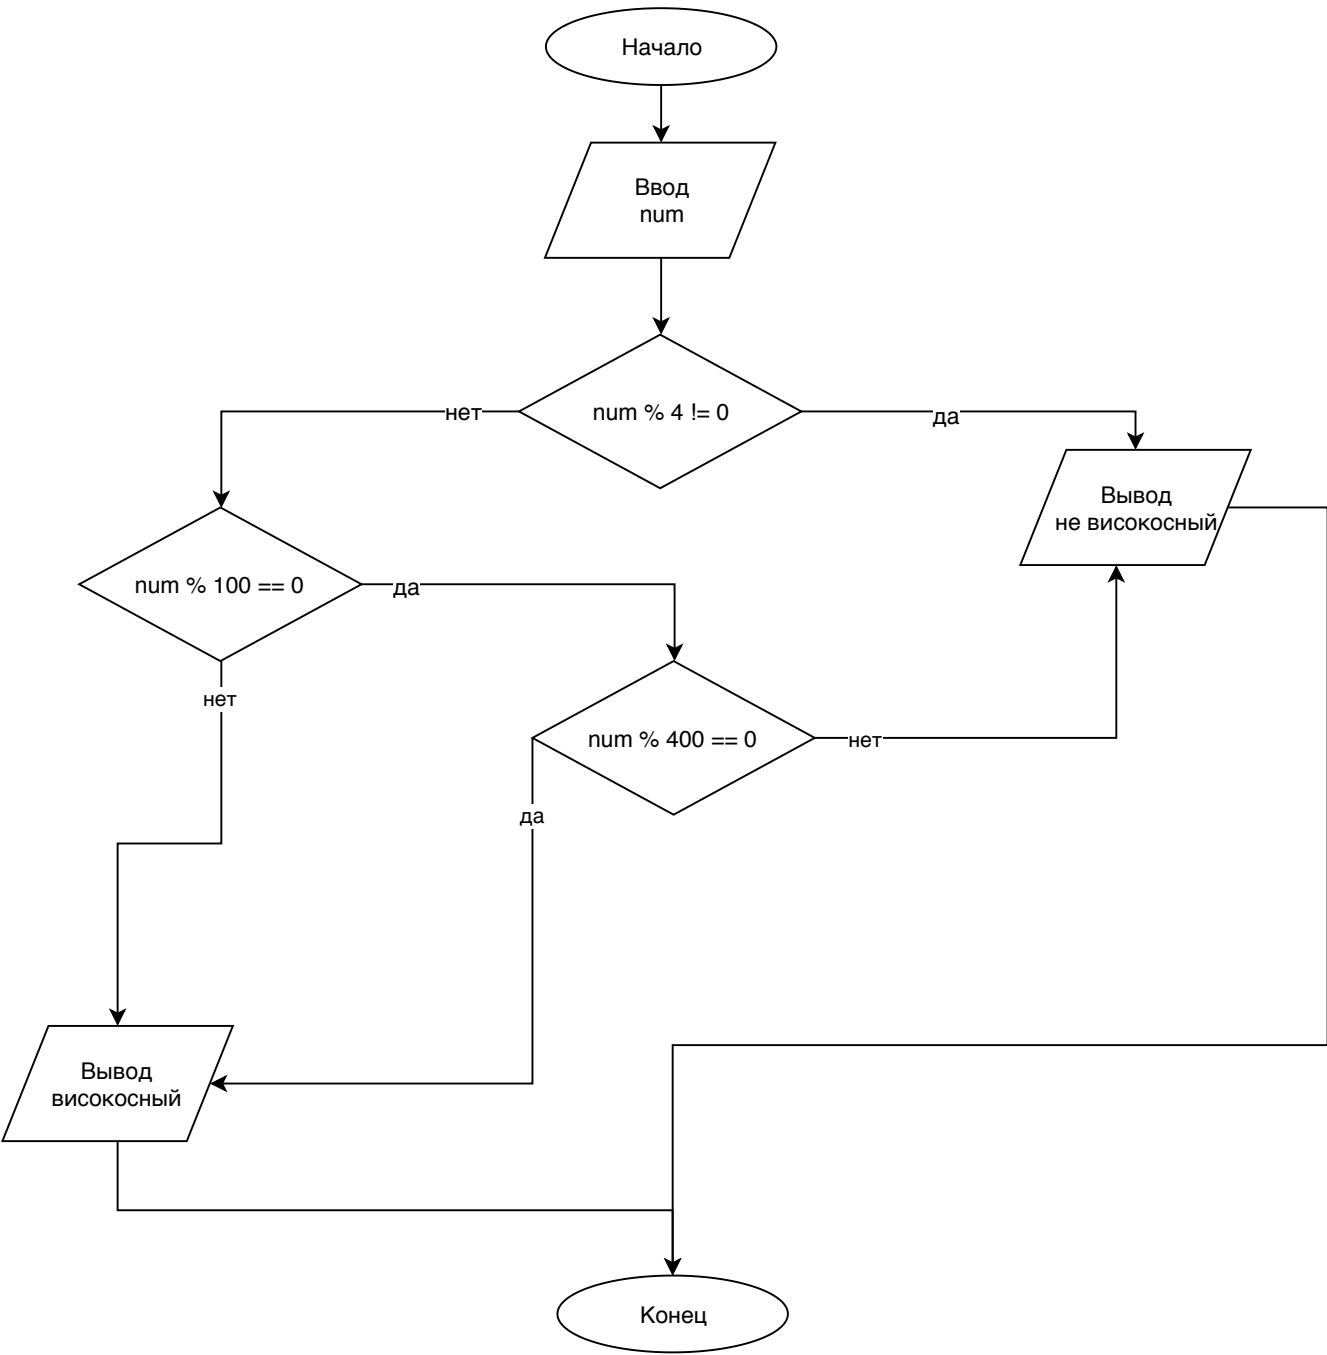 Начало
Ввод
num
num % 4 != 0
нет
да
Вывод
не високосный
num % 100 == 0
да
нет
num % 400 == 0
нет
да
Вывод
високосный
Конец